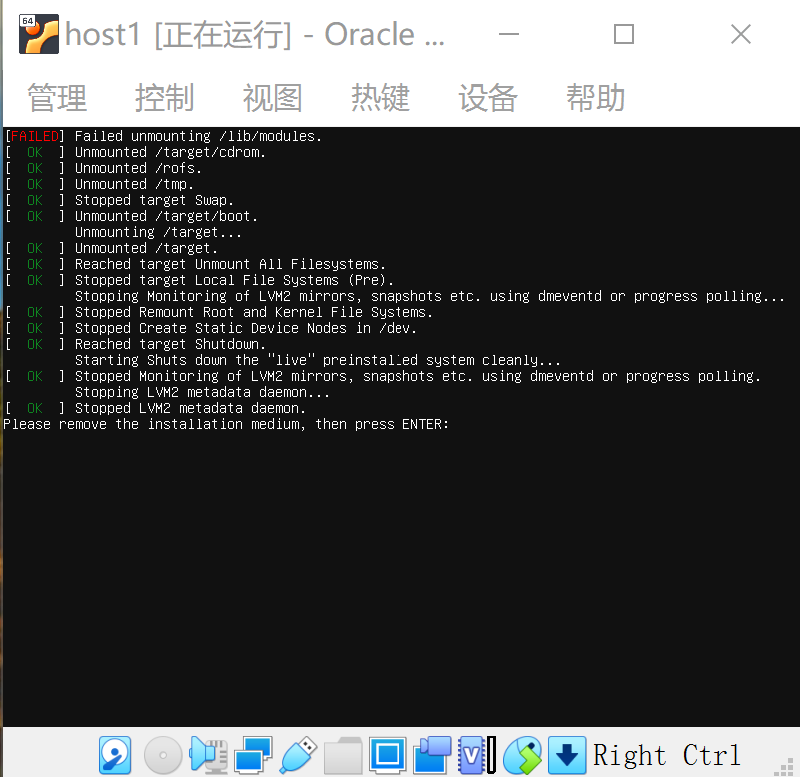 64
host1 [正在运行] - Oracle ...
管理 控制 视图 热键 设备 帮助
[FAILED] Failed unmounting /lib/modules.
[  OK  ] Unmounted /target/cdrom.
[  OK  ] Unmounted /rofs.
[  OK  ] Unmounted /tmp.
[  OK  ] Stopped target Swap.
[  OK  ] Unmounted /target/boot.
Unmounting /target...
[  OK  ] Unmounted /target.
[  OK  ] Reached target Unmount All Filesystems.
[  OK  ] Stopped target Local File Systems (Pre).
Stopping Monitoring of LVM2 mirrors, snapshots etc. using dmeventd or progress polling...
[  OK  ] Stopped Remount Root and Kernel File Systems.
[  OK  ] Stopped Create Static Device Nodes in /dev.
[  OK  ] Reached target Shutdown.
Starting Shuts down the "live" preinstalled system cleanly...
[  OK  ] Stopped Monitoring of LVM2 mirrors, snapshots etc. using dmeventd or progress polling.
Stopping LVM2 metadata daemon...
[  OK  ] Stopped LVM2 metadata daemon.
Please remove the installation medium, then press ENTER:
V
Right Ctrl